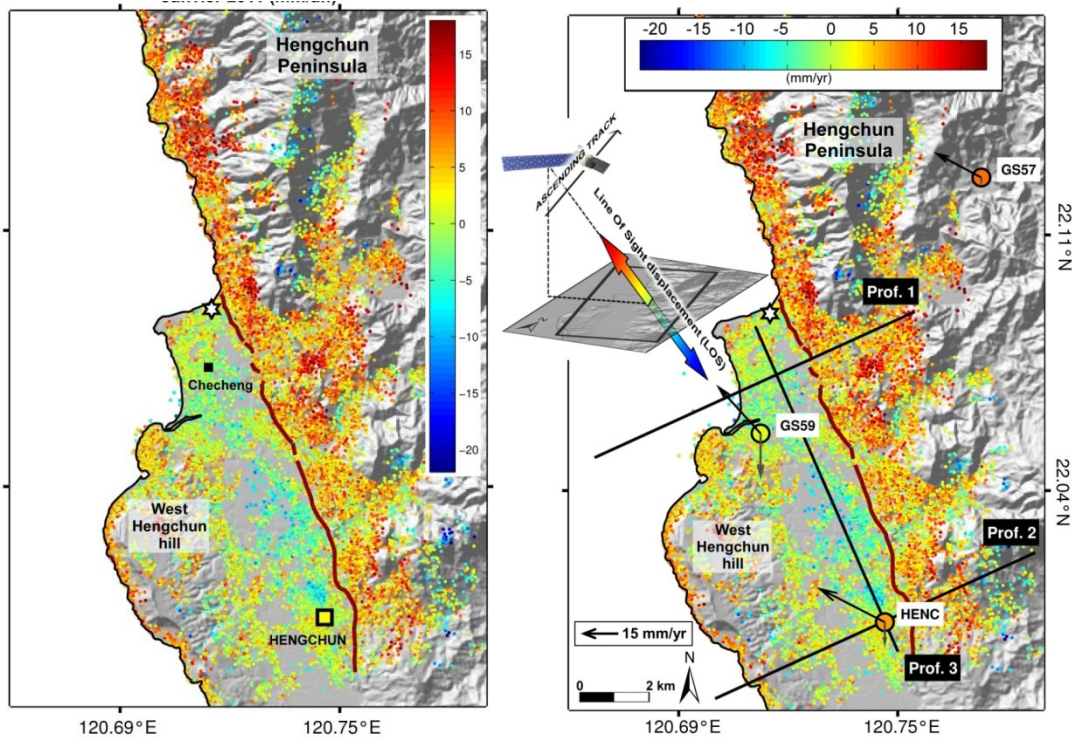 Hengchun
Peninsula
15
10
5
0
-5
-10
-15
-20
Checheng
West
Hengchun
hill
HENGCHUN
120.69°E
120.75°E
-20 -15 -10 -5 0 5 10 15
(mm/yr)
ASCENDING TRACK
Line Of Sight displacement (LOS)
Hengchun
Peninsula
GS57
22.11°N
Prof. 1
GS59
22.04°N
West
Hengchun
hill
Prof. 2
HENC
15 mm/yr
N
Prof. 3
0 2 km
120.69°E
120.75°E